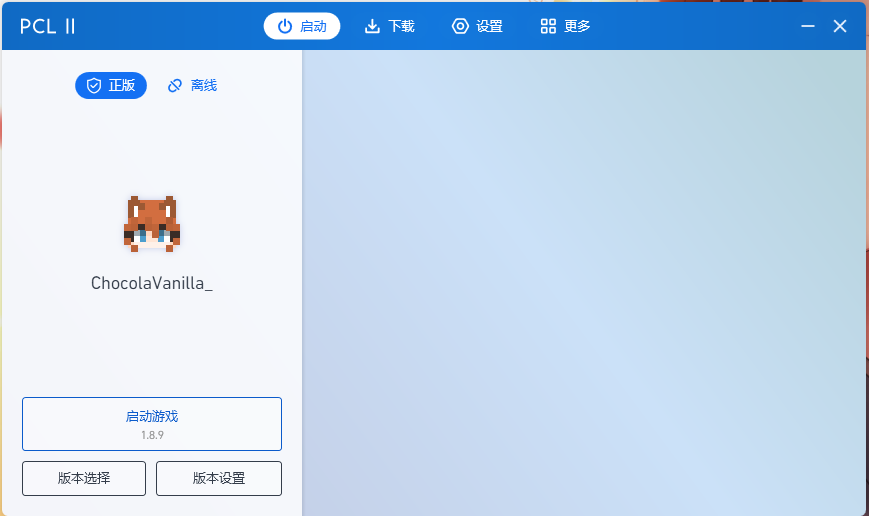 PCL II
启动
下载
设置
更多
正版
离线
ChocolaVanilla_
启动游戏
1.8.9
版本选择
版本设置